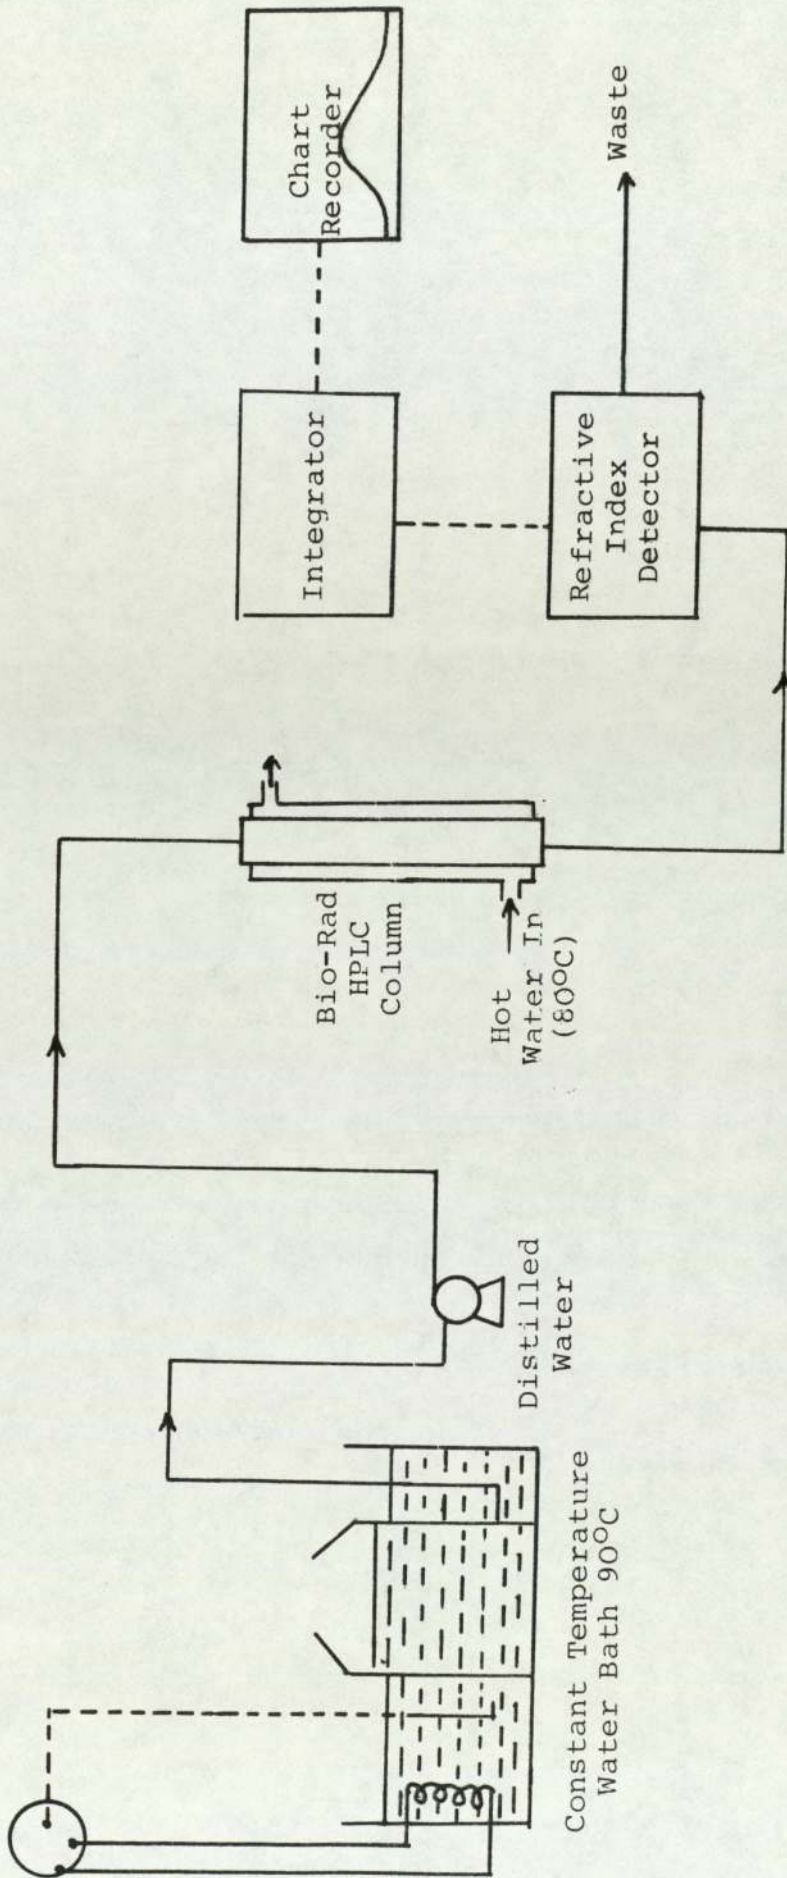 Constant Temperature
Water Bath 90°C
Distilled
Water
Bio-Rad
HPLC
Column
Hot
Water In
(80°C)
Integrator
Chart
Recorder
Refractive
Index
Detector
Waste